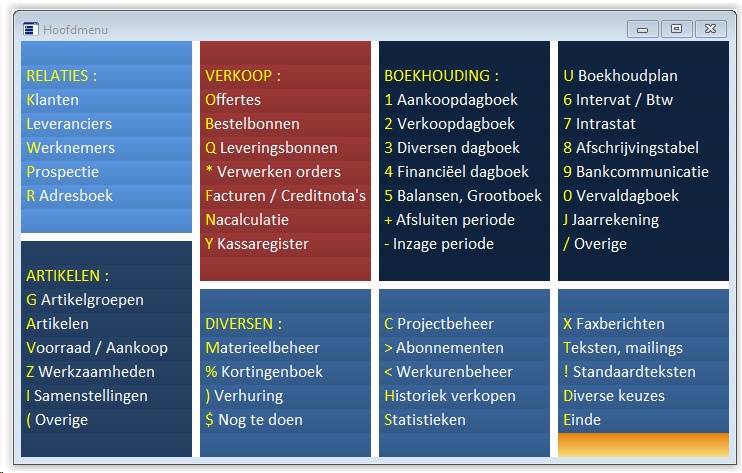 Hoofdmenu
RELATIES :
Klanten
Leveranciers
Werknemers
Prospectie
R Adresboek
ARTIKELEN :
G Artikelgroepen
Artikelen
Voorraad / Aankoop
Z Werkzaamheden
I Samenstellingen
( Overige
VERKOOP :
Offertes
Bestelbonnen
Q Leveringsbonnen
* Verwerken orders
Facturen / Creditnota's
Nacalculatie
Y Kassaregister
DIVERSEN :
Materieelbeheer
% Kortingenboek
) Verhuring
$ Nog te doen
BOEKHOUDING :
1 Aankoopdagboek
2 Verkoopdagboek
3 Diversen dagboek
4 Financiëel dagboek
5 Balansen, Grootboek
+ Afsluiten periode
- Inzage periode
C Projectbeheer
> Abonnementen
< Werkurenbeheer
Historiek verkopen
Statistieken
U Boekhoudplan
6 Intervat / Btw
7 Intrastat
8 Afschrijvingstabel
9 Bankcommunicatie
0 Vervaldagboek
J Jaarrekening
/ Overige
X Faxberichten
Teksten, mailings
! Standaardteksten
Diverse keuzes
Einde